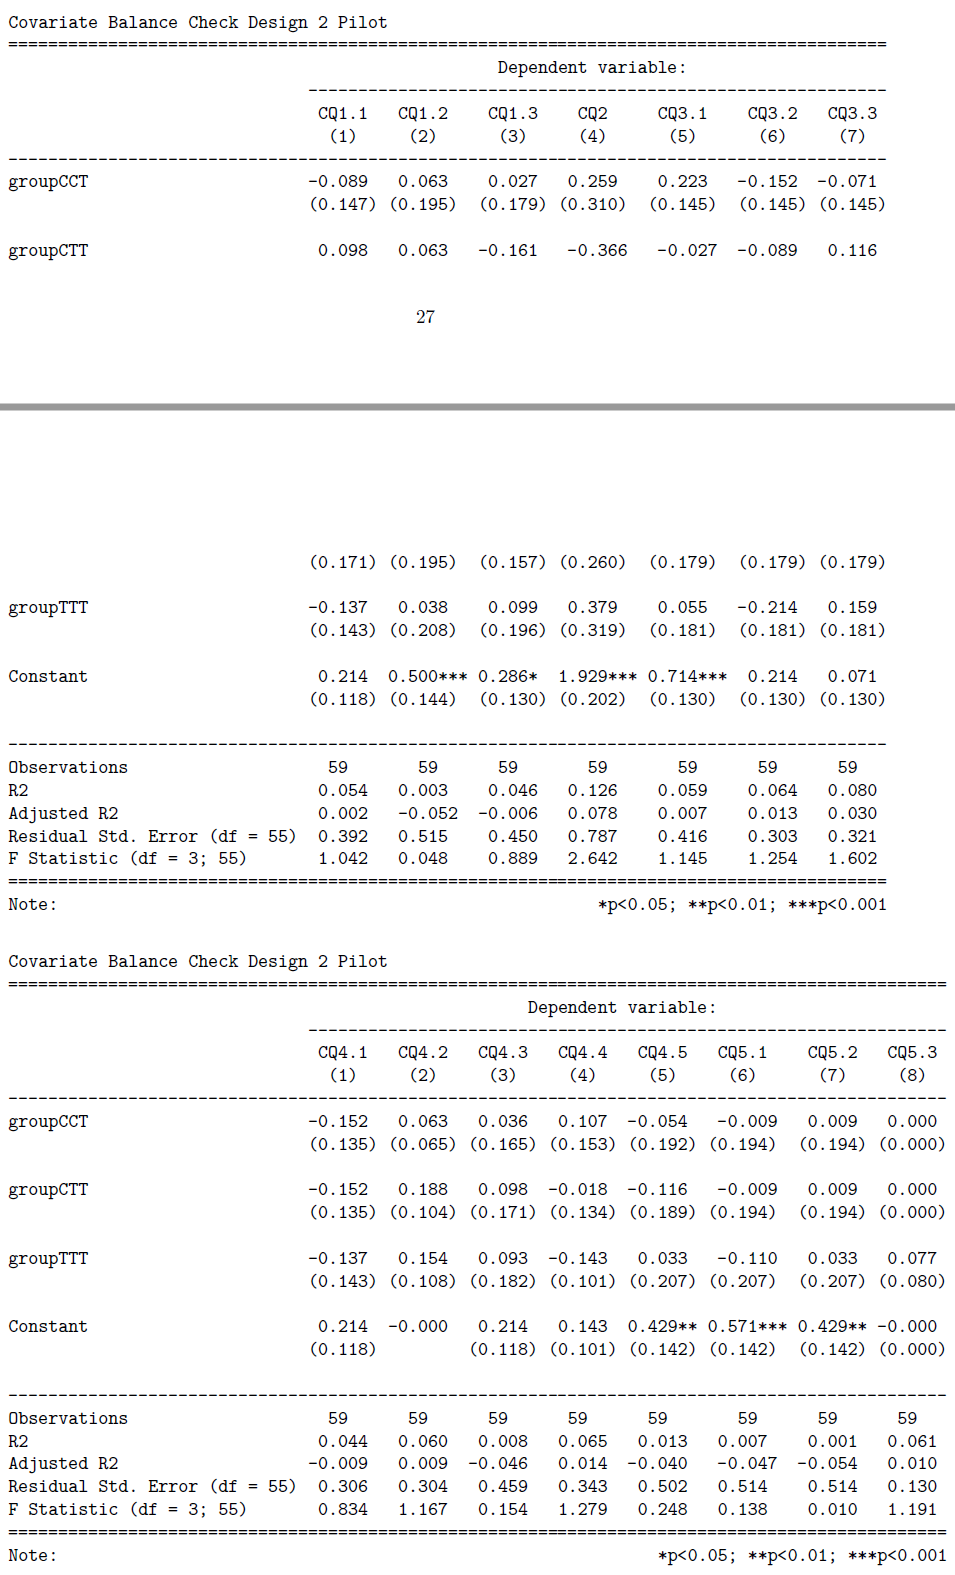 Covariate Balance Check Design 2 Pilot
========================================================================================
Dependent variable:
----------------------------------------------------------
CQ1.1 CQ1.2 CQ1.3 CQ2 CQ3.1 CQ3.2 CQ3.3
(1) (2) (3) (4) (5) (6) (7)
----------------------------------------------------------------------------------------
groupCCT -0.089 0.063 0.027 0.259 0.223 -0.152 -0.071
(0.147) (0.195) (0.179) (0.310) (0.145) (0.145) (0.145)
groupCTT 0.098 0.063 -0.161 -0.366 -0.027 -0.089 0.116
27
(0.171) (0.195) (0.157) (0.260) (0.179) (0.179) (0.179)
groupTTT -0.137 0.038 0.099 0.379 0.055 -0.214 0.159
(0.143) (0.208) (0.196) (0.319) (0.181) (0.181) (0.181)
Constant 0.214 0.500*** 0.286* 1.929*** 0.714*** 0.214 0.071
(0.118) (0.144) (0.130) (0.202) (0.130) (0.130) (0.130)
----------------------------------------------------------------------------------------
Observations 59 59 59 59 59 59 59
R2 0.054 0.003 0.046 0.126 0.059 0.064 0.080
Adjusted R2 0.002 -0.052 -0.006 0.078 0.007 0.013 0.030
Residual Std. Error (df = 55) 0.392 0.515 0.450 0.787 0.416 0.303 0.321
F Statistic (df = 3; 55) 1.042 0.048 0.889 2.642 1.145 1.254 1.602
========================================================================================
Note: *p<0.05; **p<0.01; ***p<0.001
Covariate Balance Check Design 2 Pilot
==============================================================================================
Dependent variable:
----------------------------------------------------------------
CQ4.1 CQ4.2 CQ4.3 CQ4.4 CQ4.5 CQ5.1 CQ5.2 CQ5.3
(1) (2) (3) (4) (5) (6) (7) (8)
----------------------------------------------------------------------------------------------
groupCCT -0.152 0.063 0.036 0.107 -0.054 -0.009 0.009 0.000
(0.135) (0.065) (0.165) (0.153) (0.192) (0.194) (0.194) (0.000)
groupCTT -0.152 0.188 0.098 -0.018 -0.116 -0.009 0.009 0.000
(0.135) (0.104) (0.171) (0.134) (0.189) (0.194) (0.194) (0.000)
groupTTT -0.137 0.154 0.093 -0.143 0.033 -0.110 0.033 0.077
(0.143) (0.108) (0.182) (0.101) (0.207) (0.207) (0.207) (0.080)
Constant 0.214 -0.000 0.214 0.143 0.429** 0.571*** 0.429** -0.000
(0.118) (0.118) (0.101) (0.142) (0.142) (0.142) (0.000)
----------------------------------------------------------------------------------------------
Observations 59 59 59 59 59 59 59 59
R2 0.044 0.060 0.008 0.065 0.013 0.007 0.001 0.061
Adjusted R2 -0.009 0.009 -0.046 0.014 -0.040 -0.047 -0.054 0.010
Residual Std. Error (df = 55) 0.306 0.304 0.459 0.343 0.502 0.514 0.514 0.130
F Statistic (df = 3; 55) 0.834 1.167 0.154 1.279 0.248 0.138 0.010 1.191
==============================================================================================
Note: *p<0.05; **p<0.01; ***p<0.001